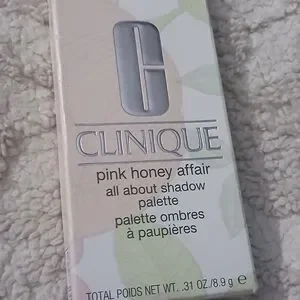 C
CLINIQUE
pink honey affair
all about shadow
palette
palette ombres
à paupières
TOTAL POIDS NET WT. .31 OZ./8.9 g e